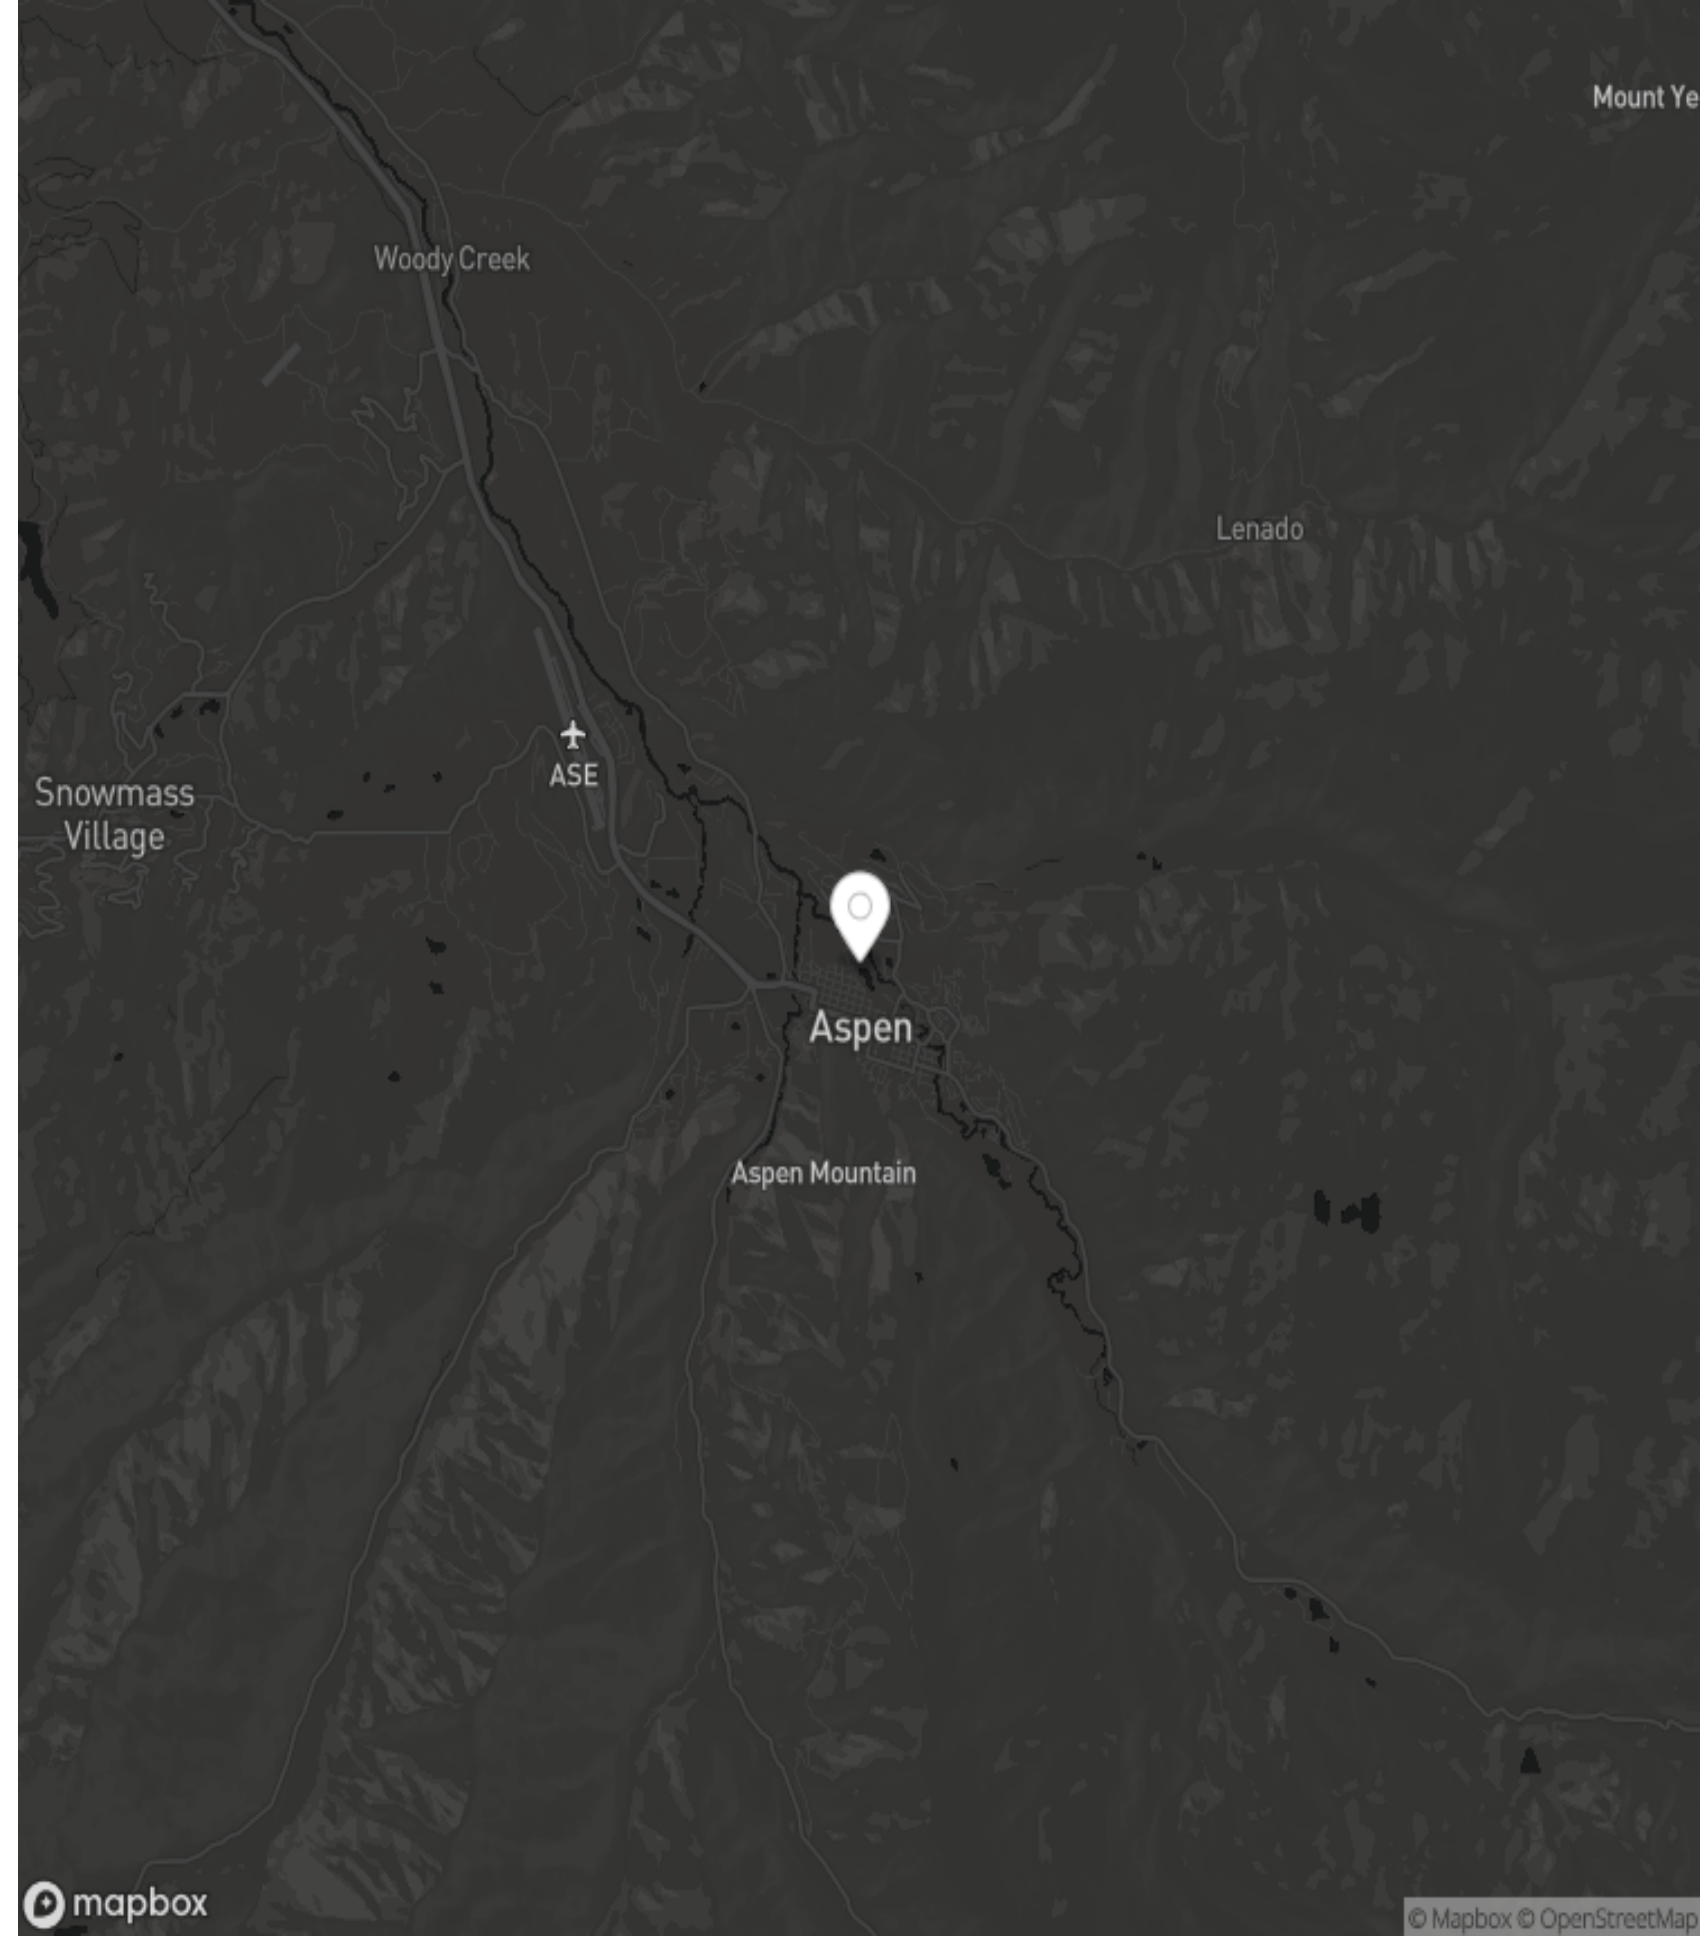 Mount Ye
Woody Creek
Lenado
ASE
Snowmass
Village
Aspen
Aspen Mountain
mapbox
© Mapbox © OpenStreetMap